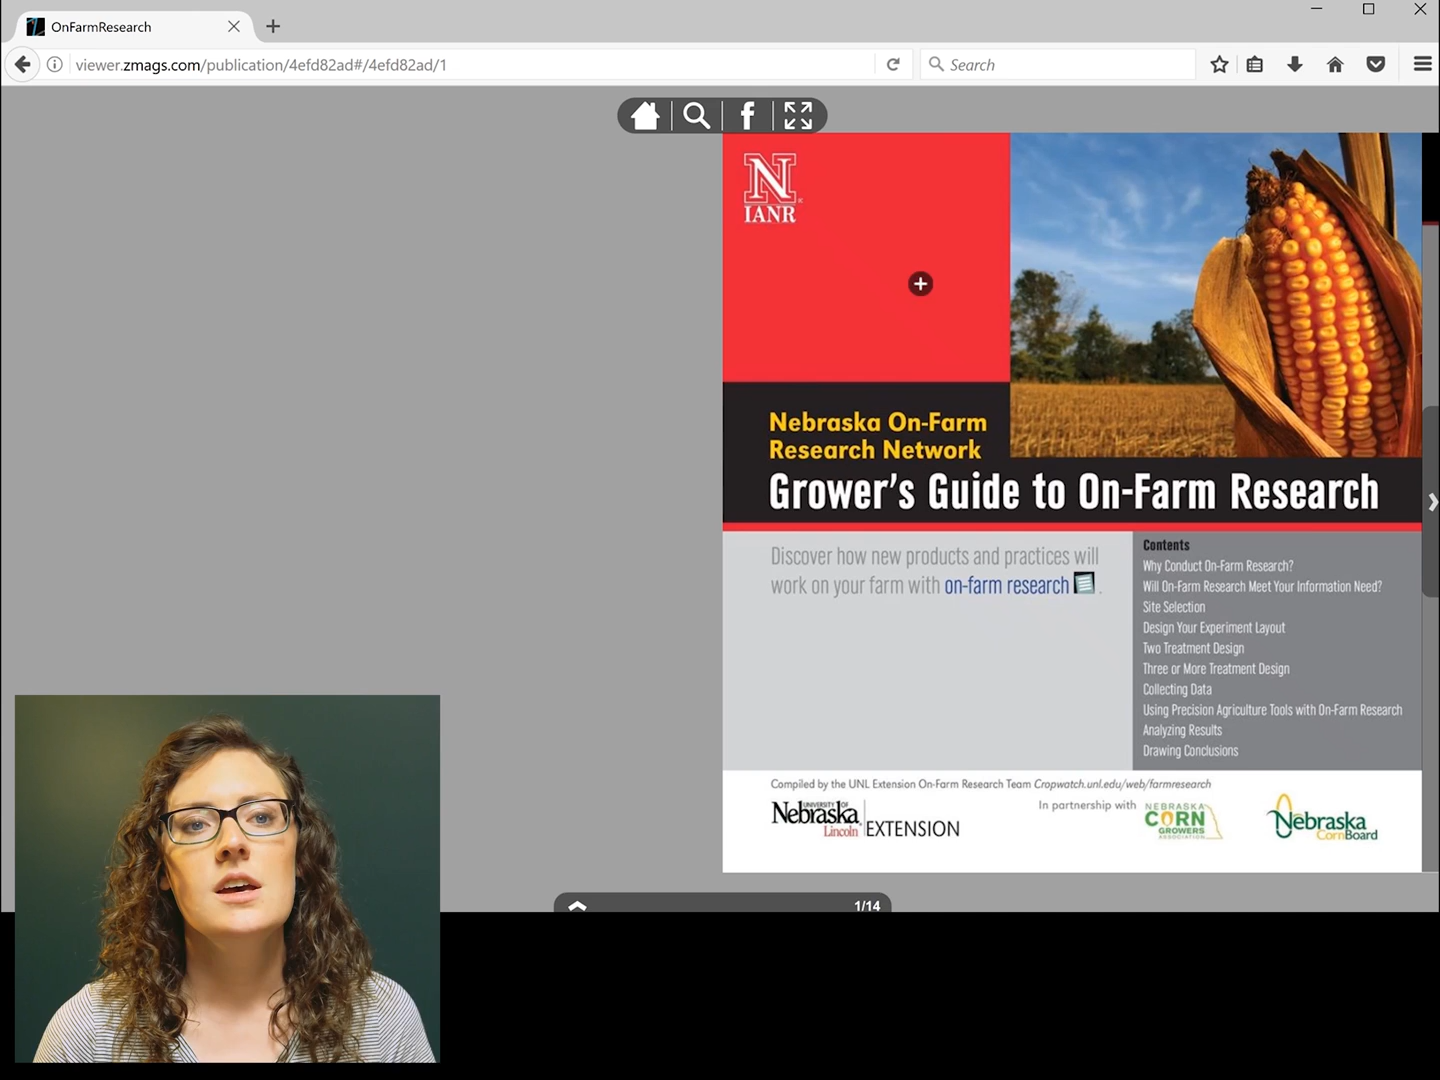 OnFarmResearch
viewer.zmags.com/publication/4efd82ad#/4efd82ad/1
Search
N
IANR
Nebraska On-Farm
Research Network
Grower's Guide to On-Farm Research
Discover how new products and practices will
work on your farm with on-farm research.
Contents
Why Conduct On-Farm Research?
Will On-Farm Research Meet Your Information Need?
Site Selection
Design Your Experiment Layout
Two Treatment Design
Three or More Treatment Design
Collecting Data
Using Precision Agriculture Tools with On-Farm Research
Analyzing Results
Drawing Conclusions
Compiled by the UNL Extension On-Farm Research Team Cropwatch.unl.edu/web/farmresearch
UNIVERSITY OF
Nebraska
Lincoln
EXTENSION
In partnership with
NEBRASKA
CORN
GROWERS
ASSOCIATION
Nebraska
CornBoard
1/14